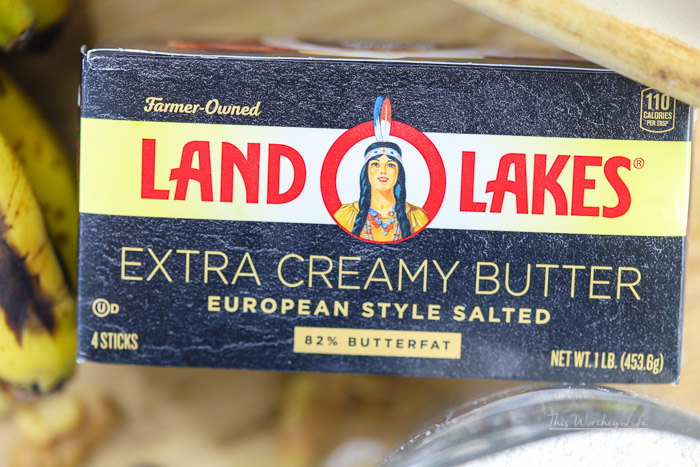 Farmer-Owned
110
CALORIES
PER TBSP
LAND O LAKES®
EXTRA CREAMY BUTTER
EUROPEAN STYLE SALTED
82% BUTTERFAT
U D
4 STICKS
NET WT. 1 LB. (453.6g)
This Worthey Life